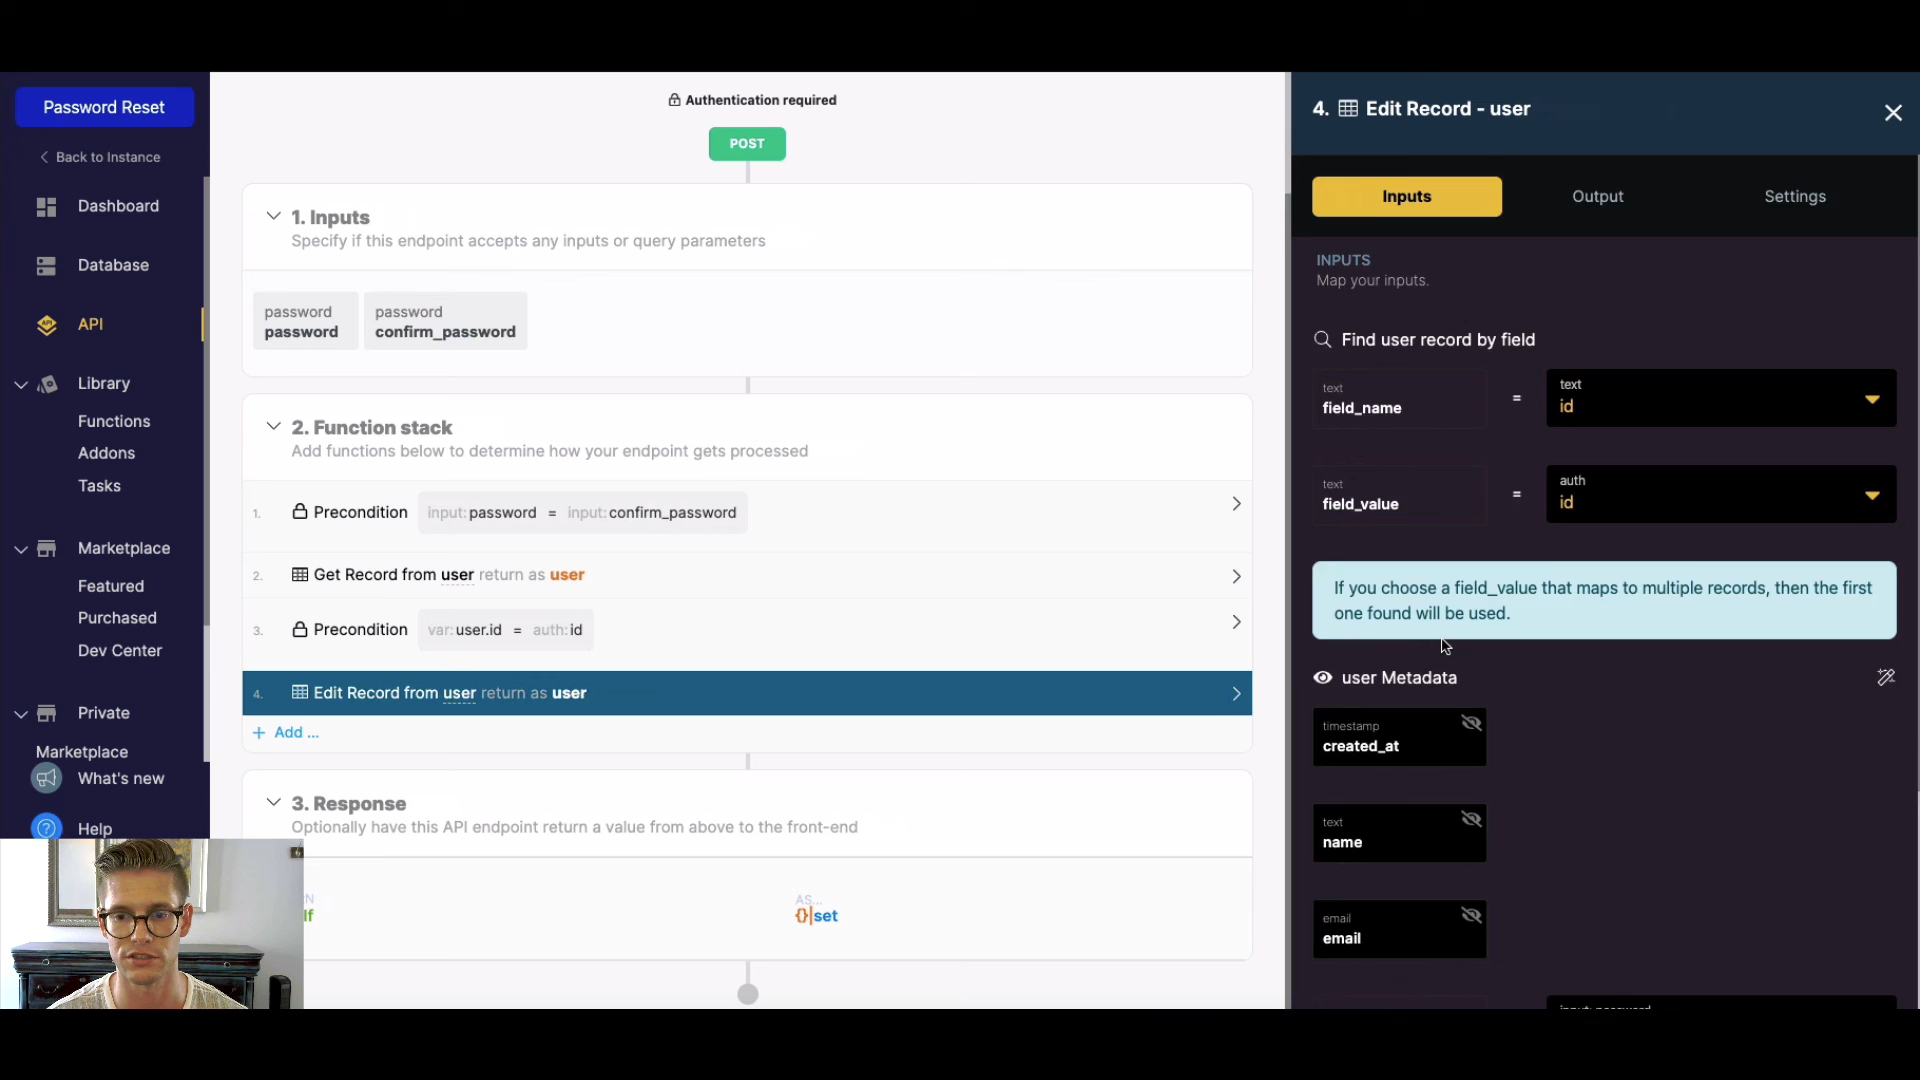 Password Reset
Back to Instance
Dashboard
Database
API
Library
Functions
Addons
Tasks
Marketplace
Featured
Purchased
Dev Center
Private
Marketplace
What's new
Help
Authentication required
POST
1. Inputs
Specify if this endpoint accepts any inputs or query parameters
password
password
password
confirm_password
2. Function stack
Add functions below to determine how your endpoint gets processed
1. Precondition input: password = input: confirm_password
2. Get Record from user return as user
3. Precondition var: user.id = auth: id
4. Edit Record from user return as user
+ Add ...
3. Response
Optionally have this API endpoint return a value from above to the front-end
AS...
{}|set
4. Edit Record - user
Inputs
Output
Settings
INPUTS
Map your inputs.
Find user record by field
text
field_name
=
text
id
text
field_value
=
auth
id
If you choose a field_value that maps to multiple records, then the first
one found will be used.
user Metadata
timestamp
created_at
text
name
email
email